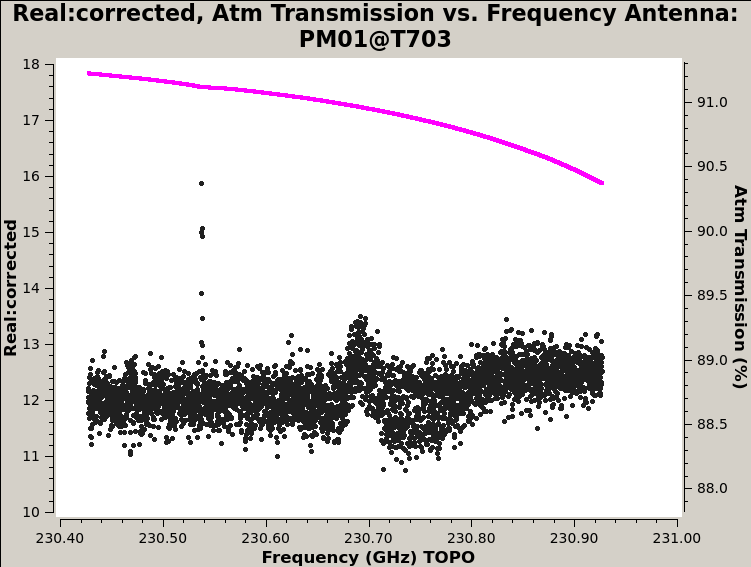 Real:corrected, Atm Transmission vs. Frequency Antenna:
PM01@T703
18
17
16
15
14
13
12
11
10
Real:corrected
91.0
90.5
90.0
89.5
89.0
88.5
88.0
Atm Transmission (%)
230.40 230.50 230.60 230.70 230.80 230.90 231.00
Frequency (GHz) TOPO